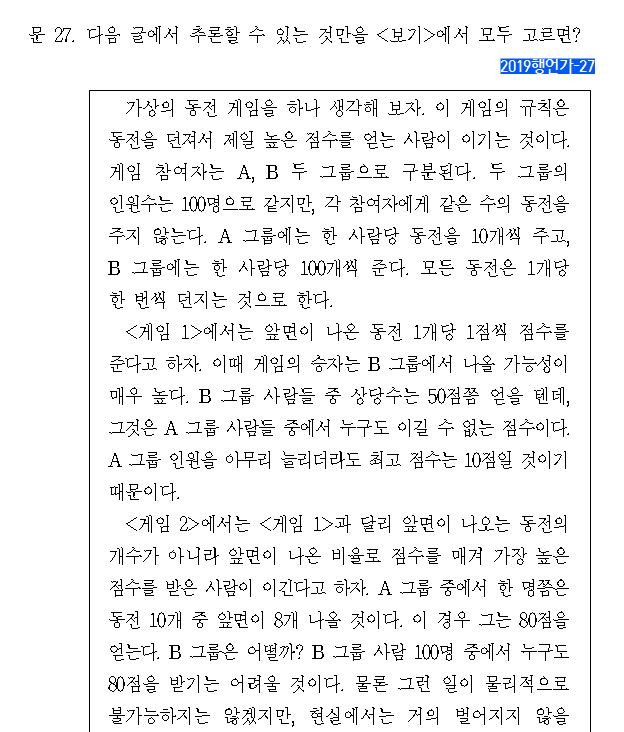 문 27. 다음 글에서 추론할 수 있는 것만을 <보기>에서 모두 고르면?
2019행언가-27
가상의 동전 게임을 하나 생각해 보자. 이 게임의 규칙은
동전을 던져서 제일 높은 점수를 얻는 사람이 이기는 것이다.
게임 참여자는 A, B 두 그룹으로 구분된다. 두 그룹의
인원수는 100명으로 같지만, 각 참여자에게 같은 수의 동전을
주지 않는다. A 그룹에는 한 사람당 동전을 10개씩 주고,
B 그룹에는 한 사람당 100개씩 준다. 모든 동전은 1개당
한 번씩 던지는 것으로 한다.
<게임 1>에서는 앞면이 나온 동전 1개당 1점씩 점수를
준다고 하자. 이때 게임의 승자는 B 그룹에서 나올 가능성이
매우 높다. B 그룹 사람들 중 상당수는 50점쯤 얻을 텐데,
그것은 A 그룹 사람들 중에서 누구도 이길 수 없는 점수이다.
A 그룹 인원을 아무리 늘리더라도 최고 점수는 10점일 것이기
때문이다.
<게임 2>에서는 <게임 1>과 달리 앞면이 나오는 동전의
개수가 아니라 앞면이 나온 비율로 점수를 매겨 가장 높은
점수를 받은 사람이 이긴다고 하자. A 그룹 중에서 한 명쯤은
동전 10개 중 앞면이 8개 나올 것이다. 이 경우 그는 80점을
얻는다. B 그룹은 어떨까? B 그룹 사람 100명 중에서 누구도
80점을 받기는 어려울 것이다. 물론 그런 일이 물리적으로
불가능하지는 않겠지만, 현실에서는 거의 벌어지지 않을